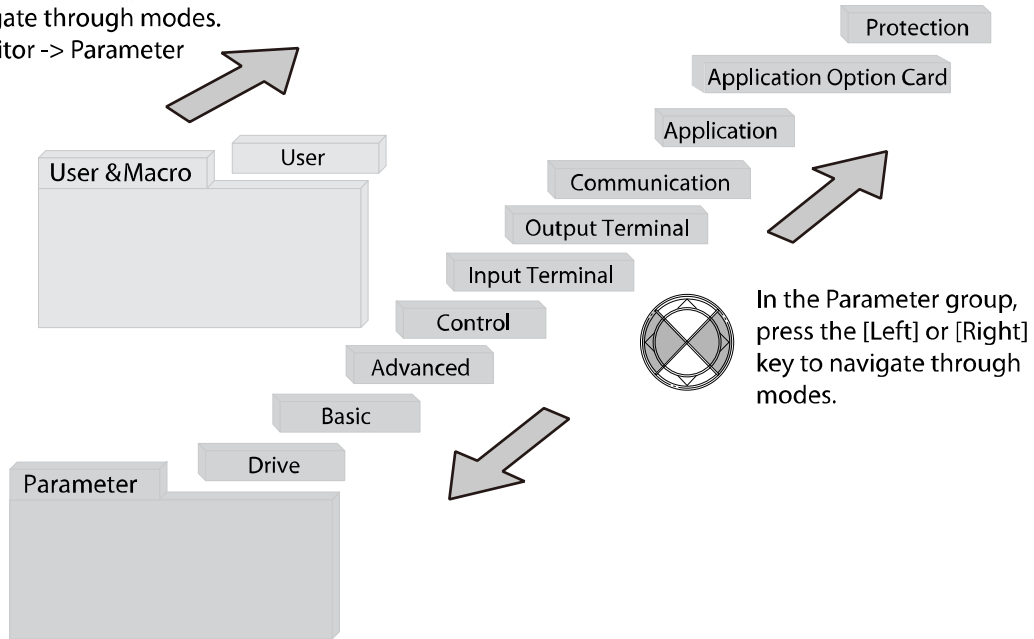 gate through modes.
itor -> Parameter
User &Macro
User
Protection
Application Option Card
Application
Communication
Output Terminal
Input Terminal
Control
Advanced
Basic
Drive
Parameter
In the Parameter group,
press the [Left] or [Right]
key to navigate through
modes.